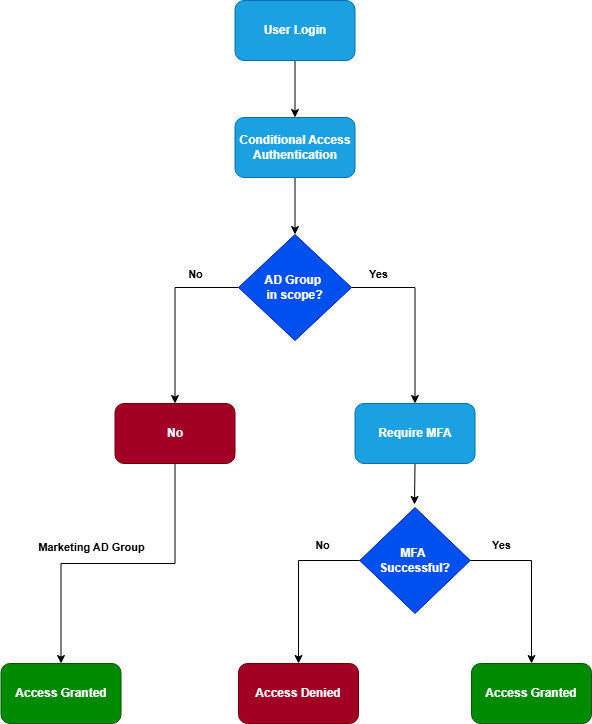 User Login
Conditional Access
Authentication
AD Group
in scope?
No
Yes
No
Require MFA
Marketing AD Group
No
Yes
MFA
Successful?
Access Granted
Access Denied
Access Granted